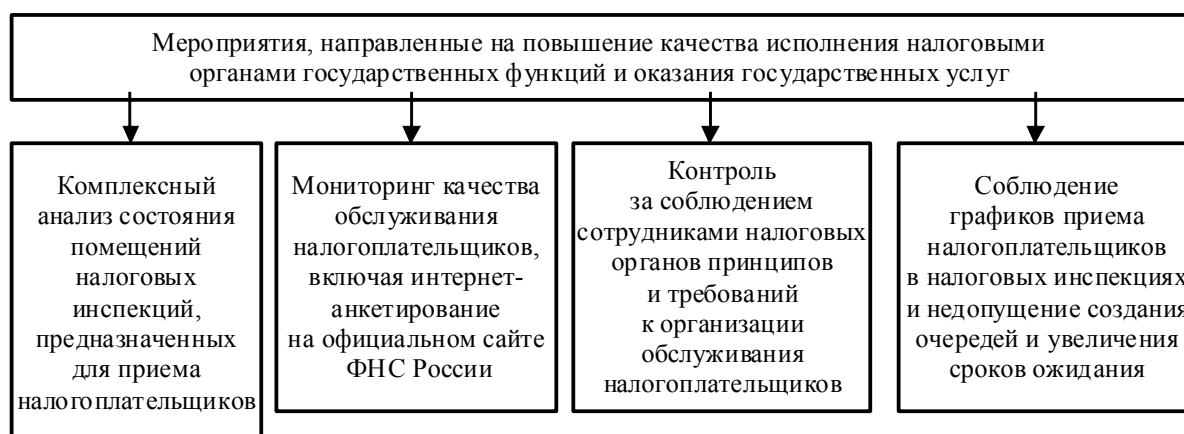 Мероприятия, направленные на повышение качества исполнения налоговыми
органами государственных функций и оказания государственных услуг
Комплексный
анализ состояния
помещений
налоговых
инспекций,
предназначенных
для приема
налогоплательщиков
Мониторинг качества
обслуживания
налогоплательщиков,
включая интернет-
анкетирование
на официальном сайте
ФНС России
Контроль
за соблюдением
сотрудниками налоговых
органов принципов
и требований
к организации
обслуживания
налогоплательщиков
Соблюдение
графиков приема
налогоплательщиков
в налоговых инспекциях
и недопущение создания
очередей и увеличения
сроков ожидания